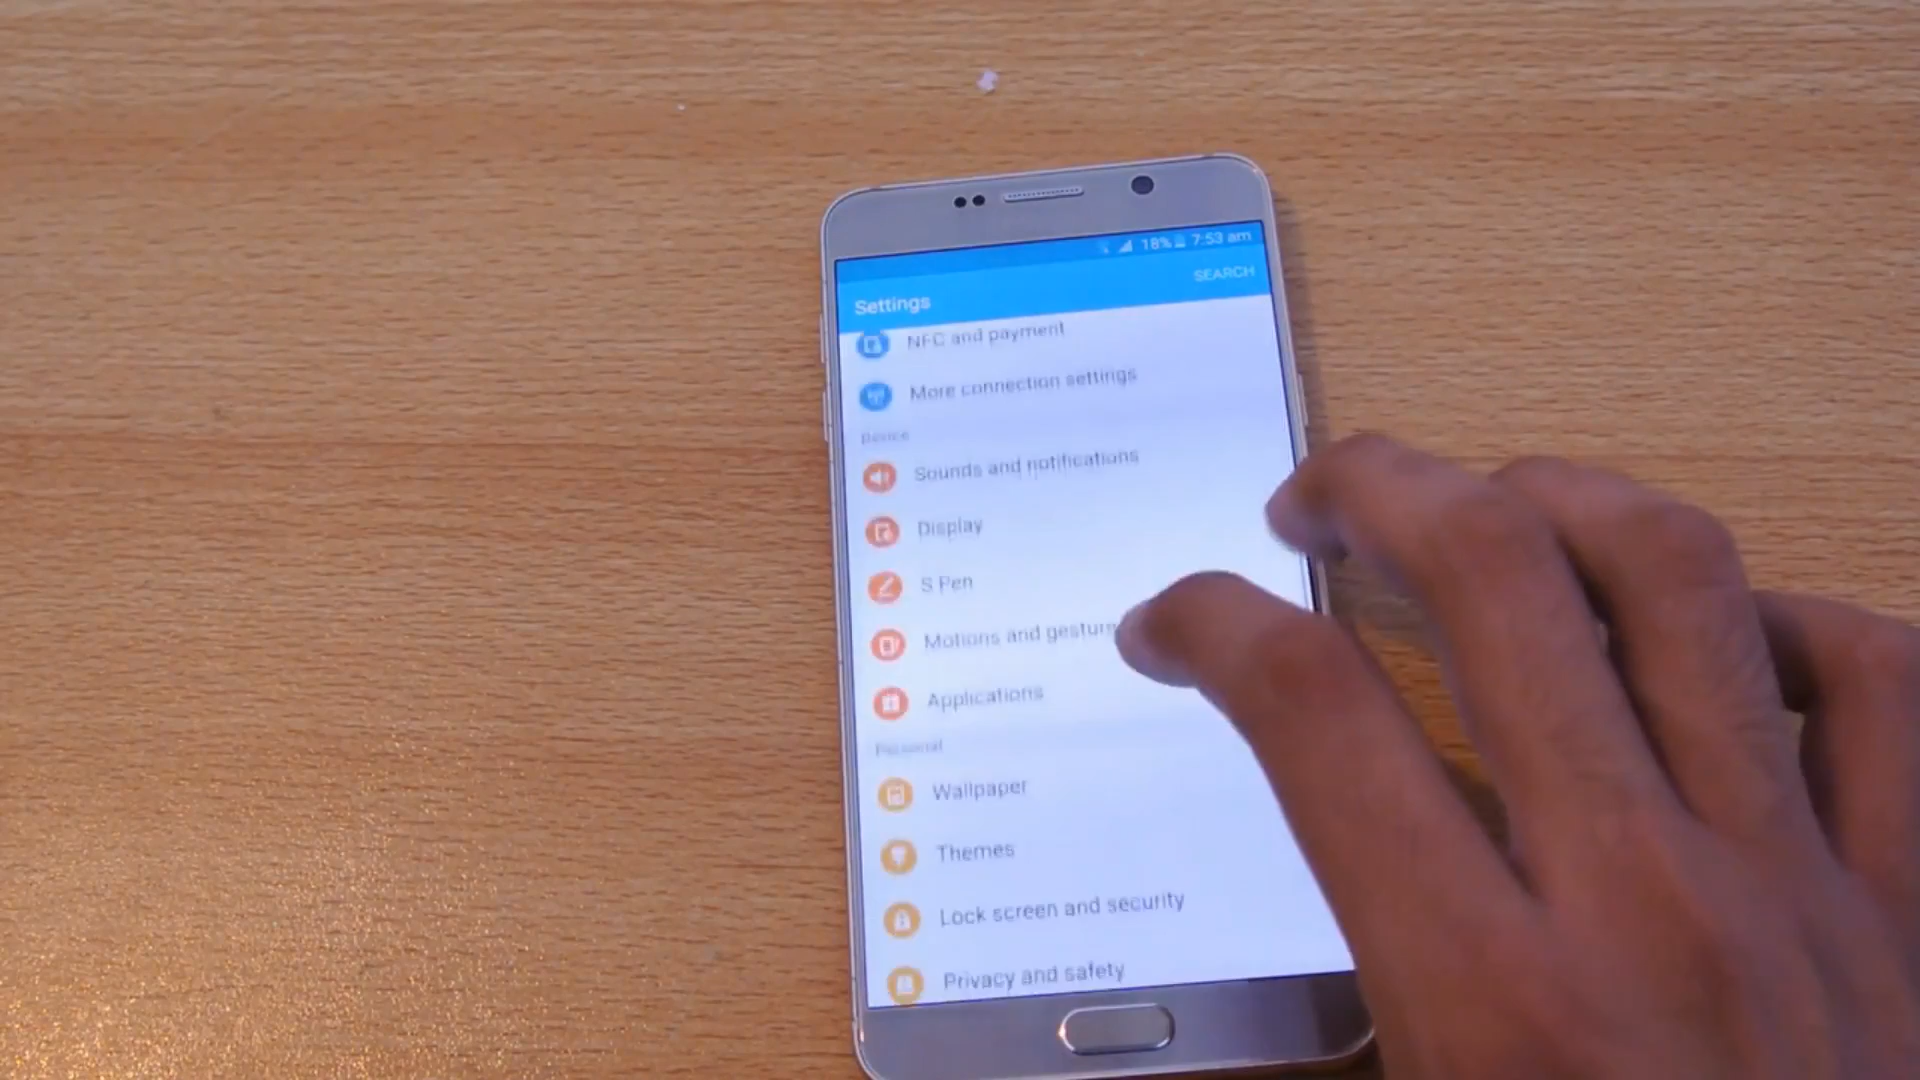 18% 7:53 am
SEARCH
Settings
NFC and payment
More connection settings
Device
Sounds and notifications
Display
S Pen
Motions and gesture
Applications
Personal
Wallpaper
Themes
Lock screen and security
Privacy and safety